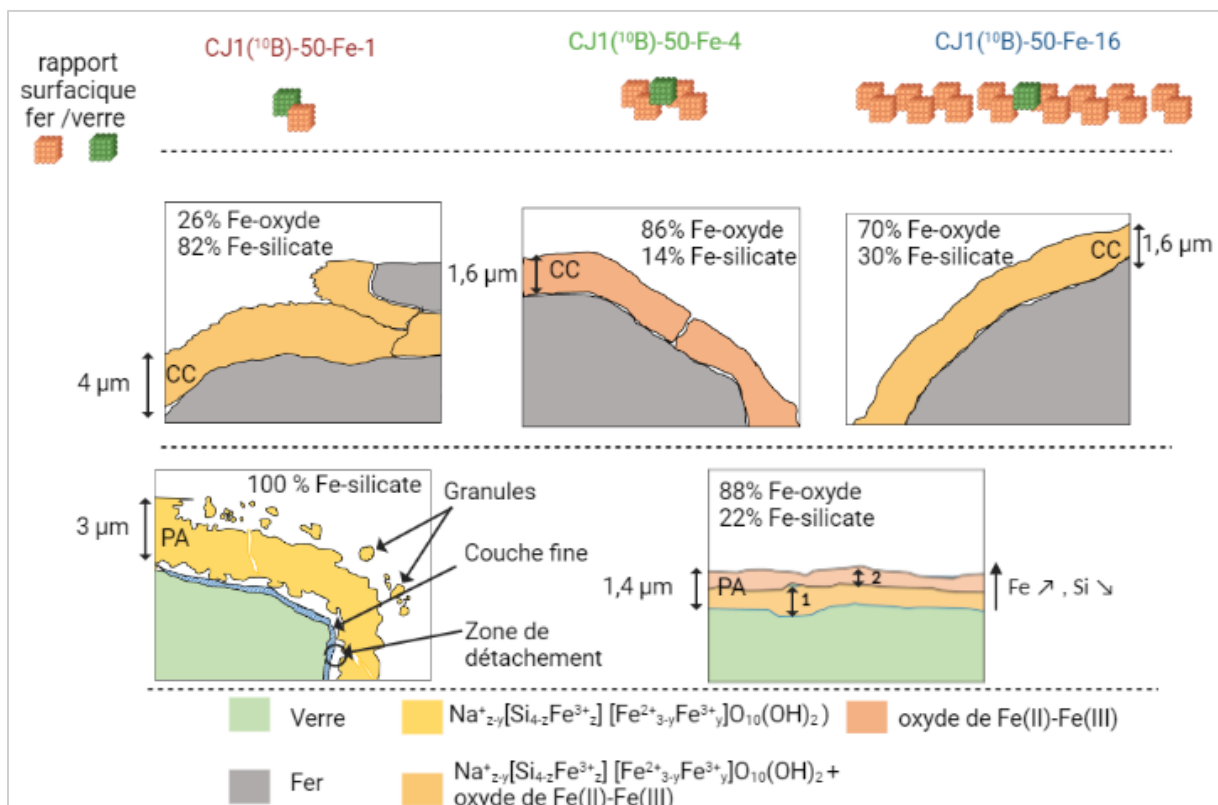 CJ1(¹⁰B)-50-Fe-1
CJ1(¹⁰B)-50-Fe-4
CJ1(¹⁰B)-50-Fe-16
rapport
surfacique
fer /verre
26% Fe-oxyde
82% Fe-silicate
CC
4 µm
86% Fe-oxyde
14% Fe-silicate
CC
1,6 µm
70% Fe-oxyde
30% Fe-silicate
CC
1,6 µm
100 % Fe-silicate
PA
3 µm
Granules
Couche fine
Zone de
détachement
88% Fe-oxyde
22% Fe-silicate
1,4 µm
PA
1
2
Fe ↗ , Si ↘
Verre
Na⁺z-y[Si4-zFe³⁺z] [Fe²⁺3-yFe³⁺y]O10(OH)2)
oxyde de Fe(II)-Fe(III)
Fer
Na⁺z-y[Si4-zFe³⁺z] [Fe²⁺3-yFe³⁺y]O10(OH)2 +
oxyde de Fe(II)-Fe(III)